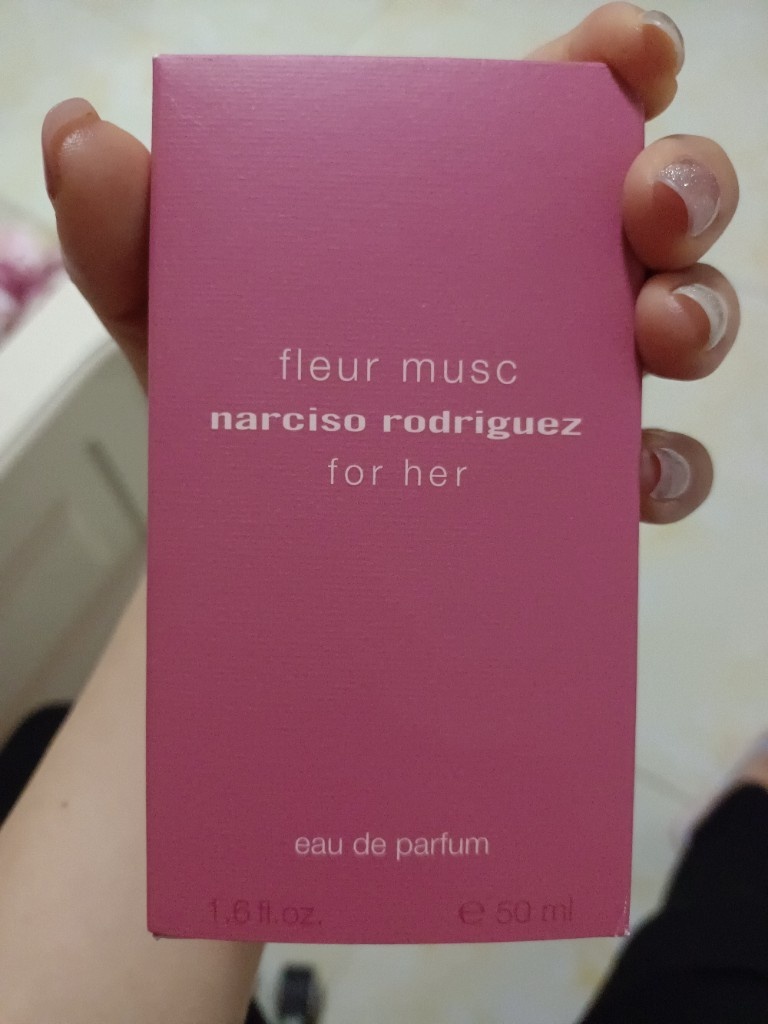 fleur musc
narciso rodriguez
for her
eau de parfum
1.6 fl.oz. ℮ 50 ml